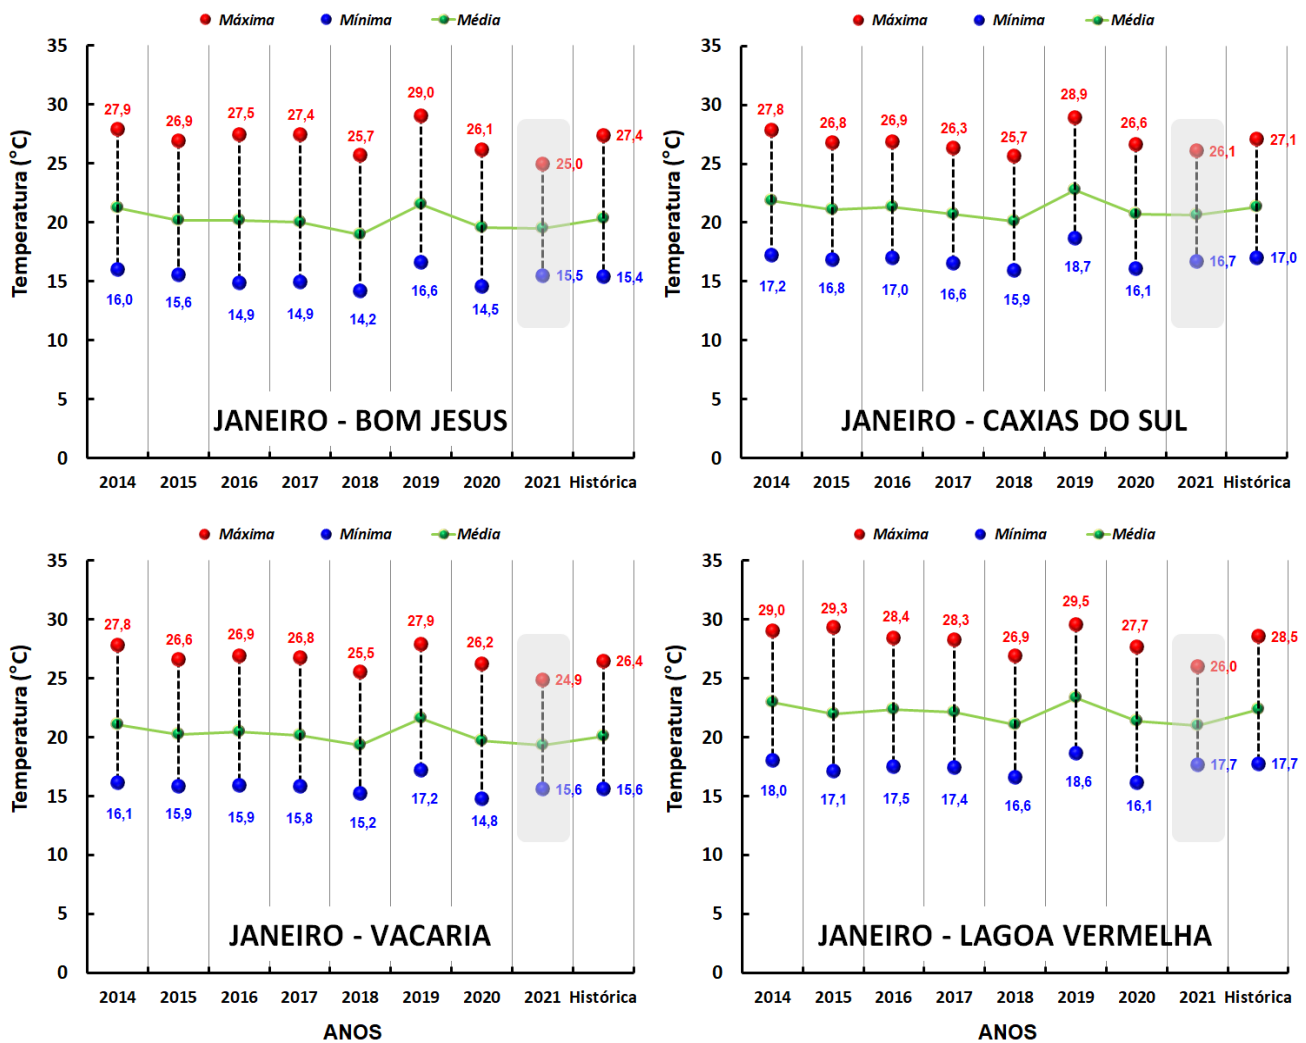 Máxima Mínima Média
Temperatura (°C)
35
30
25
20
15
10
5
0
27,9 26,9 27,5 27,4 25,7 29,0 26,1 25,0 27,4
16,0 15,6 14,9 14,9 14,2 16,6 14,5 15,5 15,4
JANEIRO - BOM JESUS
2014 2015 2016 2017 2018 2019 2020 2021 Histórica
Máxima Mínima Média
Temperatura (°C)
35
30
25
20
15
10
5
0
27,8 26,8 26,9 26,3 25,7 28,9 26,6 26,1 27,1
17,2 16,8 17,0 16,6 15,9 18,7 16,1 16,7 17,0
JANEIRO - CAXIAS DO SUL
2014 2015 2016 2017 2018 2019 2020 2021 Histórica
Máxima Mínima Média
Temperatura (°C)
35
30
25
20
15
10
5
0
27,8 26,6 26,9 26,8 25,5 27,9 26,2 24,9 26,4
16,1 15,9 15,9 15,8 15,2 17,2 14,8 15,6 15,6
JANEIRO - VACARIA
2014 2015 2016 2017 2018 2019 2020 2021 Histórica
ANOS
Máxima Mínima Média
Temperatura (°C)
35
30
25
20
15
10
5
0
29,0 29,3 28,4 28,3 26,9 29,5 27,7 26,0 28,5
18,0 17,1 17,5 17,4 16,6 18,6 16,1 17,7 17,7
JANEIRO - LAGOA VERMELHA
2014 2015 2016 2017 2018 2019 2020 2021 Histórica
ANOS